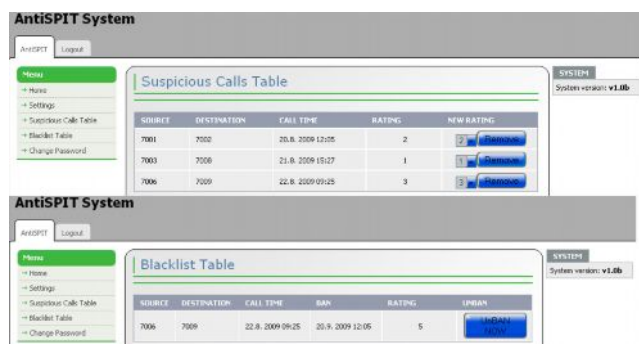 AntiSPIT System
AntiSPIT Logout
Menu
→ Home
→ Settings
→ Suspicious Calls Table
→ Blacklist Table
→ Change Password
Suspicious Calls Table
SOURCE DESTINATION CALL TIME RATING NEW RATING
7001 7002 20.8. 2009 12:05 2 2 Remove
7003 7008 21.8. 2009 15:27 1 1 Remove
7006 7009 22.8. 2009 09:25 3 3 Remove
SYSTEM
System version: v1.0b
AntiSPIT System
AntiSPIT Logout
Menu
→ Home
→ Settings
→ Suspicious Calls Table
→ Blacklist Table
→ Change Password
Blacklist Table
SOURCE DESTINATION CALL TIME BAN RATING UNBAN
7006 7009 22.8. 2009 09:25 20.9. 2009 12:05 5 UnBAN NOW
SYSTEM
System version: v1.0b